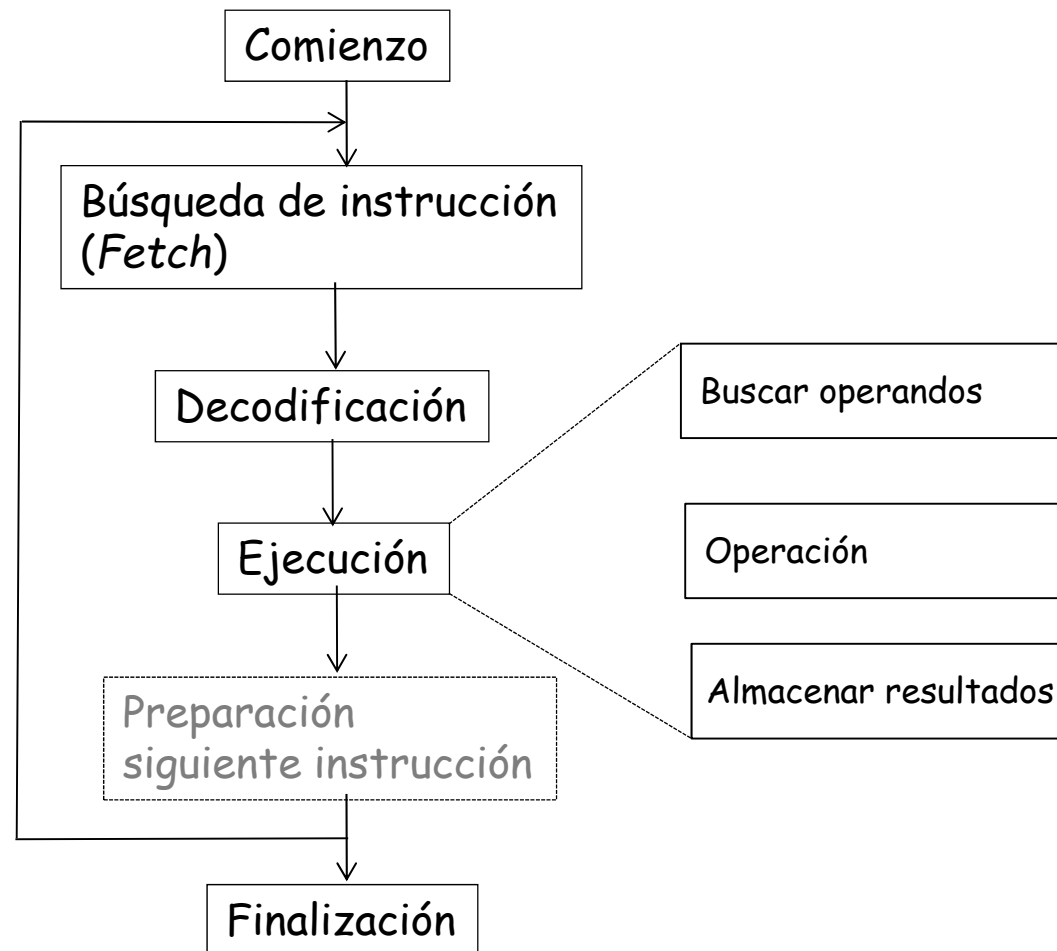 Comienzo
Búsqueda de instrucción
(Fetch)
Decodificación
Ejecución
Preparación
siguiente instrucción
Finalización
Buscar operandos
Operación
Almacenar resultados